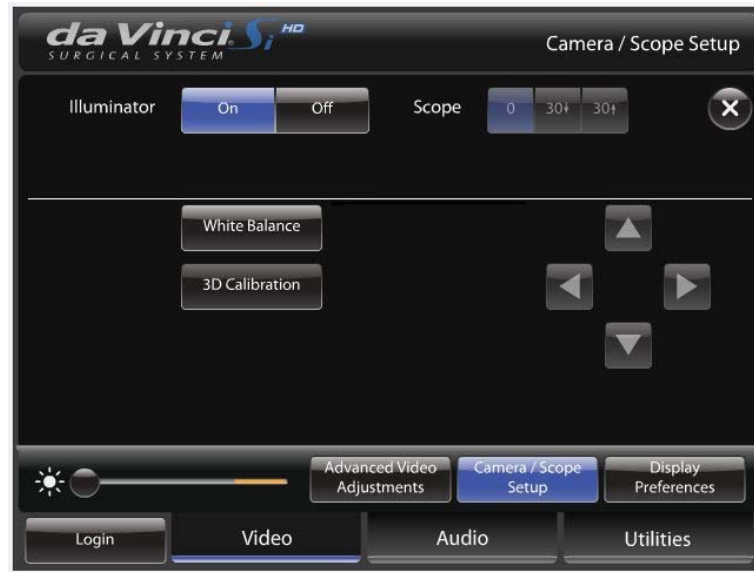 da Vinci Si HD
SURGICAL SYSTEM
Camera / Scope Setup
Illuminator On Off Scope 0 30 30
White Balance
3D Calibration
Advanced Video Adjustments
Camera / Scope Setup
Display Preferences
Login Video Audio Utilities